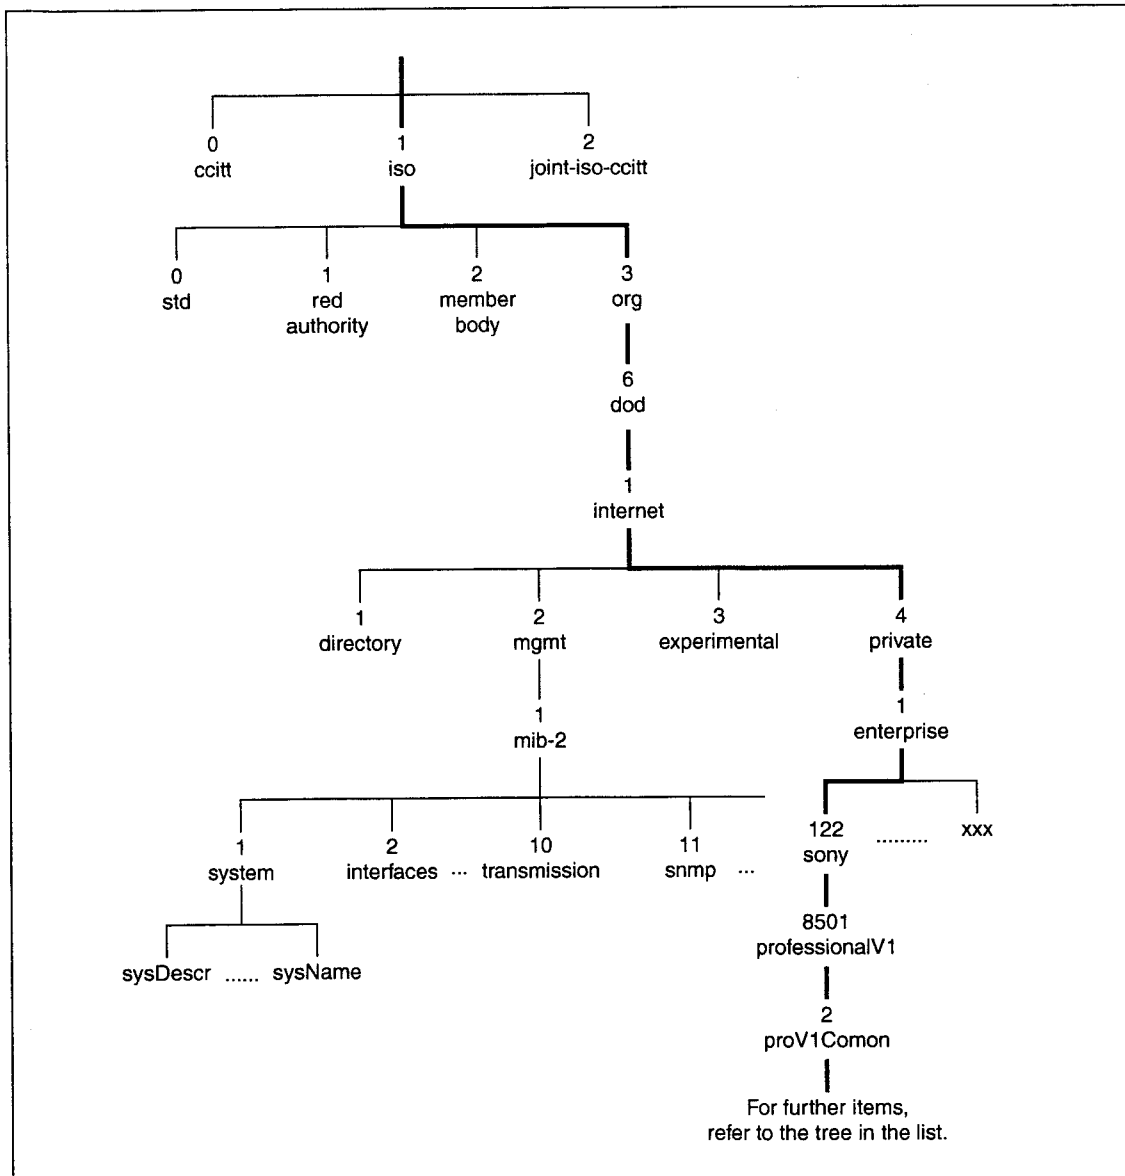 0 1 2
ccitt iso joint-iso-ccitt
0 1 2 3
std red member org
authority body
6
dod
1
internet
1 2 3 4
directory mgmt experimental private
1 1
mib-2 enterprise
1 2 10 11 122 ......... xxx
system interfaces ... transmission snmp ... sony
8501
professionalV1
sysDescr ...... sysName
2
proV1Comon
For further items,
refer to the tree in the list.